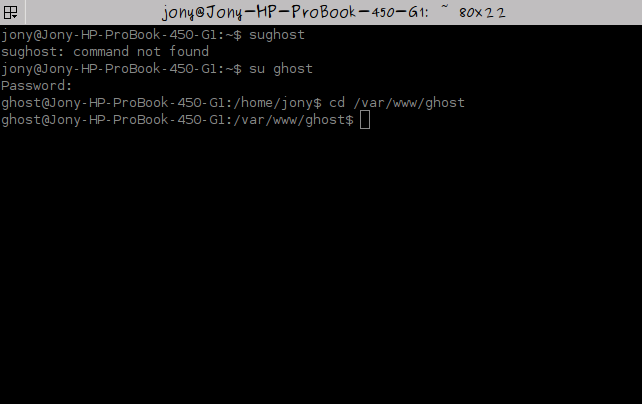 jony@Jony-HP-ProBook-450-G1: ~ 80x22
jony@Jony-HP-ProBook-450-G1:~$ sughost
sughost: command not found
jony@Jony-HP-ProBook-450-G1:~$ su ghost
Password:
ghost@Jony-HP-ProBook-450-G1:/home/jony$ cd /var/www/ghost
ghost@Jony-HP-ProBook-450-G1:/var/www/ghost$